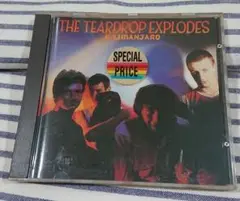 THE TEARDROP EXPLODES
KILIMANJARO
SPECIAL
PRICE